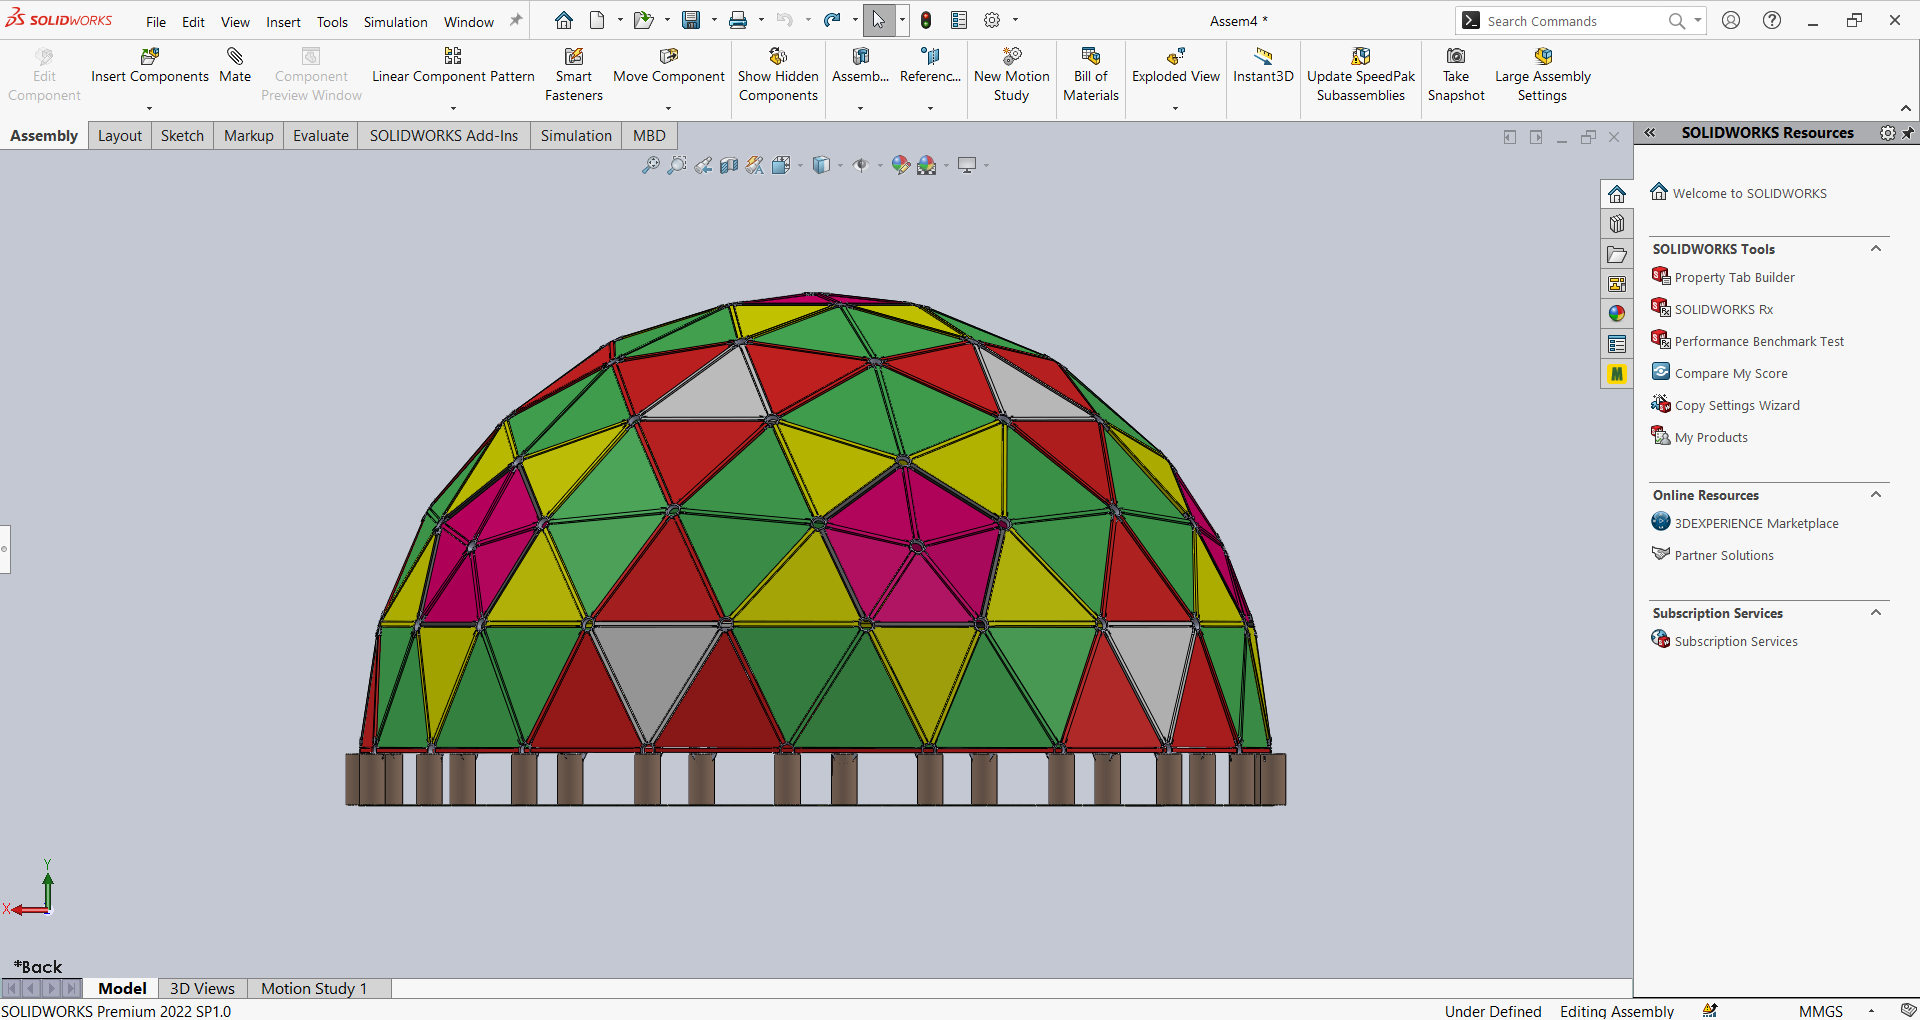 SOLIDWORKS File Edit View Insert Tools Simulation Window Assem4 * Search Commands
Edit Component
Insert Components
Mate
Component Preview Window
Linear Component Pattern
Smart Fasteners
Move Component
Show Hidden Components
Assemb...
Referenc...
New Motion Study
Bill of Materials
Exploded View
Instant3D
Update SpeedPak Subassemblies
Take Snapshot
Large Assembly Settings
Assembly Layout Sketch Markup Evaluate SOLIDWORKS Add-Ins Simulation MBD
SOLIDWORKS Resources
Welcome to SOLIDWORKS
SOLIDWORKS Tools
Property Tab Builder
SOLIDWORKS Rx
Performance Benchmark Test
Compare My Score
Copy Settings Wizard
My Products
Online Resources
3DEXPERIENCE Marketplace
Partner Solutions
Subscription Services
Subscription Services
M
Y
X
*Back
Model 3D Views Motion Study 1
SOLIDWORKS Premium 2022 SP1.0 Under Defined Editing Assembly MMGS